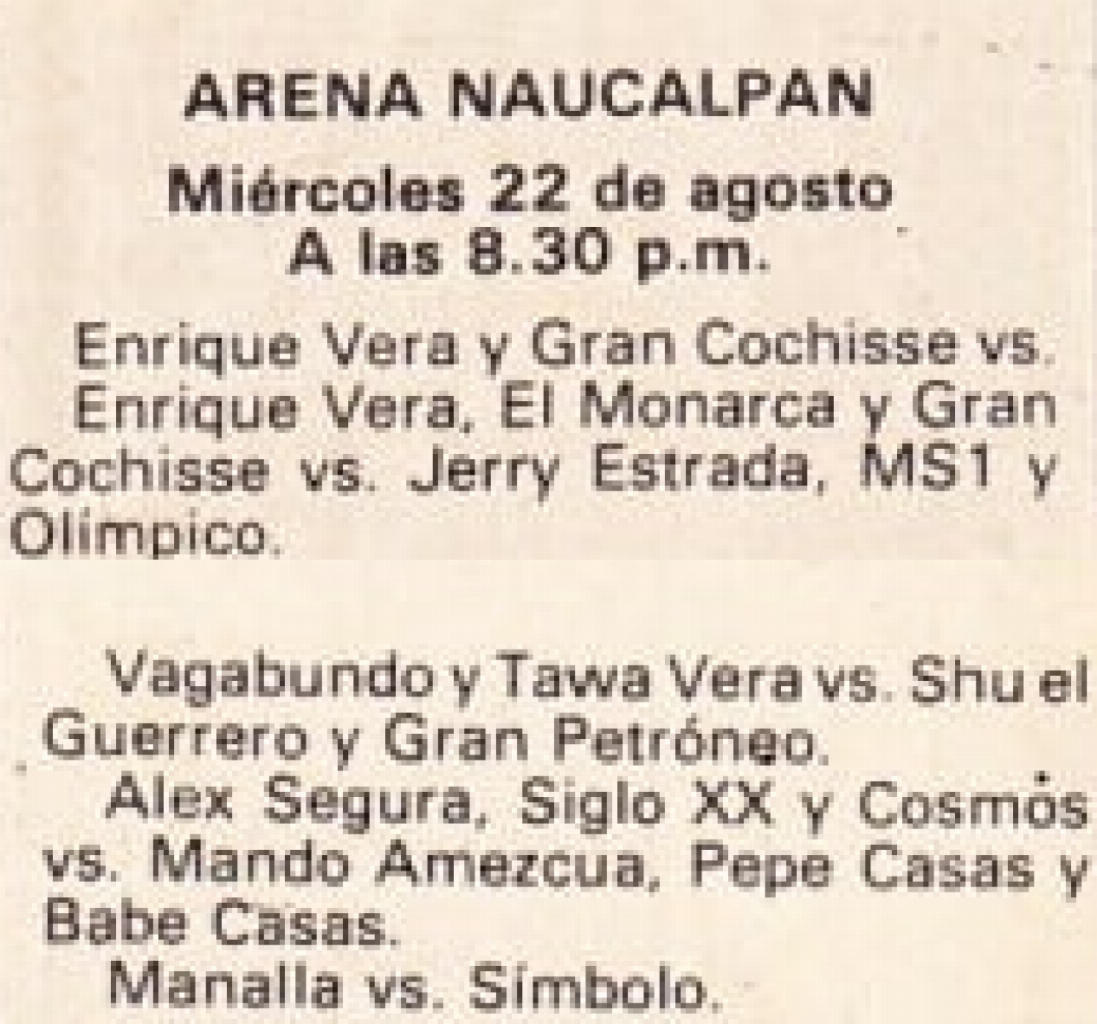 ARENA NAUCALPAN
Miércoles 22 de agosto
A las 8.30 p.m.
Enrique Vera y Gran Cochisse vs.
Enrique Vera, El Monarca y Gran
Cochisse vs. Jerry Estrada, MS1 y
Olímpico.
Vagabundo y Tawa Vera vs. Shu el
Guerrero y Gran Petróneo.
Alex Segura, Siglo XX y Cosmos
vs. Mando Amezcua, Pepe Casas y
Babe Casas.
Manalla vs. Símbolo.